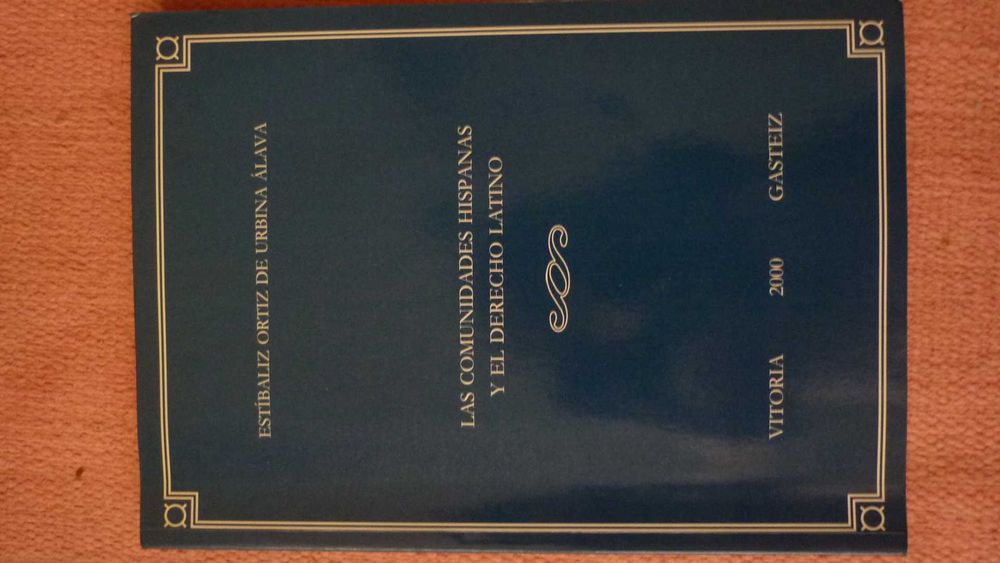 ESTÍBALIZ ORTIZ DE URBINA ÁLAVA
LAS COMUNIDADES HISPANAS
Y EL DERECHO LATINO
VITORIA 2000 GASTEIZ